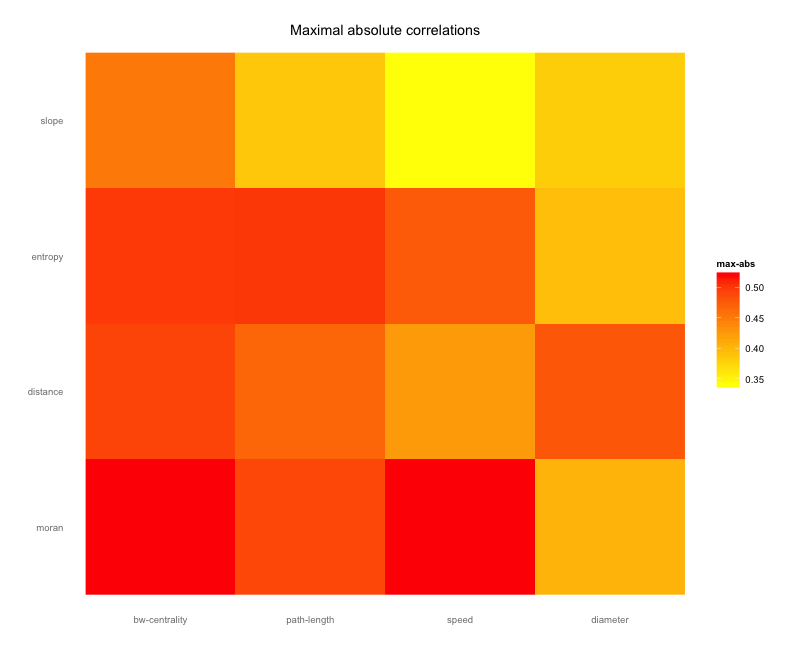 Maximal absolute correlations
slope
entropy
distance
moran
bw-centrality
path-length
speed
diameter
max-abs
0.50
0.45
0.40
0.35